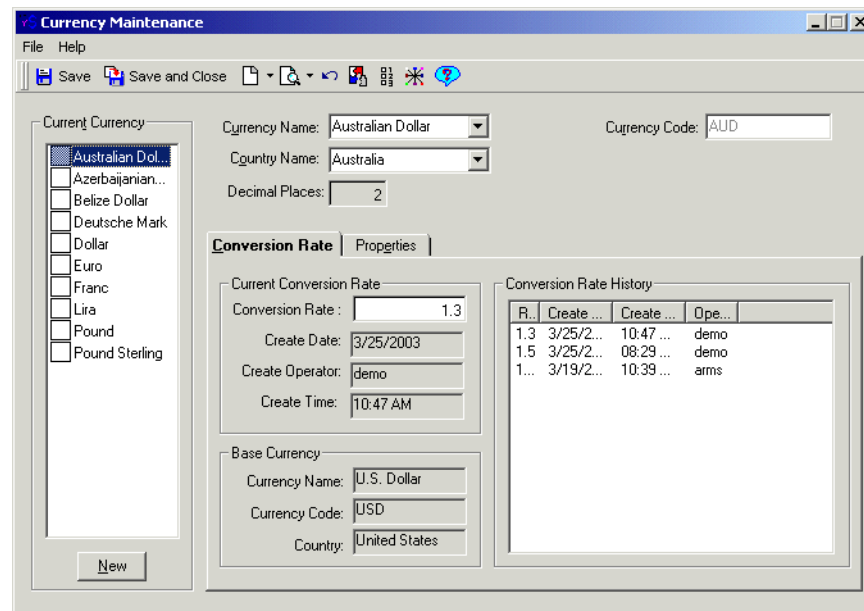 Currency Maintenance
File Help
Save Save and Close
Current Currency
Australian Dol...
Azerbaijanian...
Belize Dollar
Deutsche Mark
Dollar
Euro
Franc
Lira
Pound
Pound Sterling
New
Currency Name: Australian Dollar
Currency Code: AUD
Country Name: Australia
Decimal Places: 2
Conversion Rate Properties
Current Conversion Rate
Conversion Rate : 1.3
Create Date: 3/25/2003
Create Operator: demo
Create Time: 10:47 AM
Base Currency
Currency Name: U.S. Dollar
Currency Code: USD
Country: United States
Conversion Rate History
R.. Create ... Create ... Ope...
1.3 3/25/2... 10:47 ... demo
1.5 3/25/2... 08:29 ... demo
1... 3/19/2... 10:39 ... arms